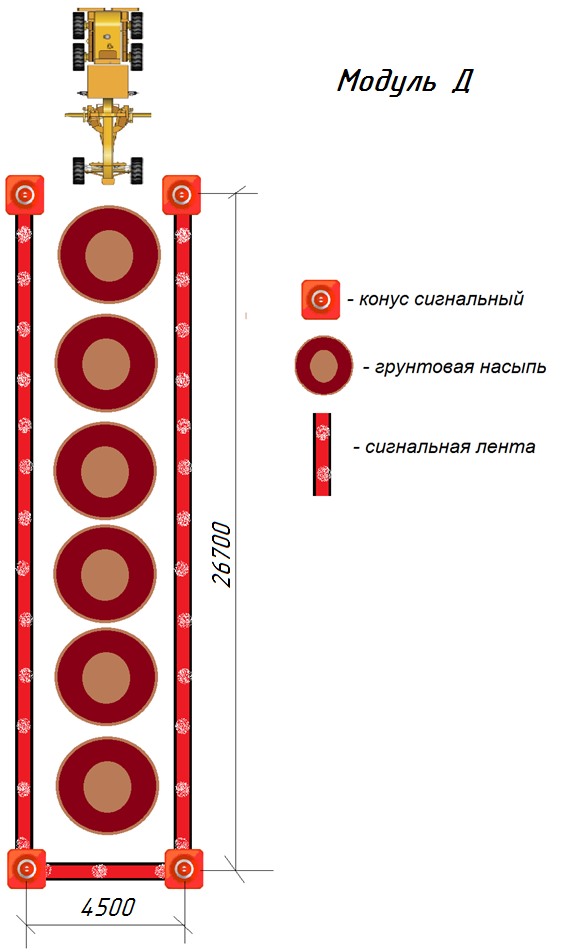 Модуль Д
- конус сигнальный
- грунтовая насыпь
- сигнальная лента
26700
4500